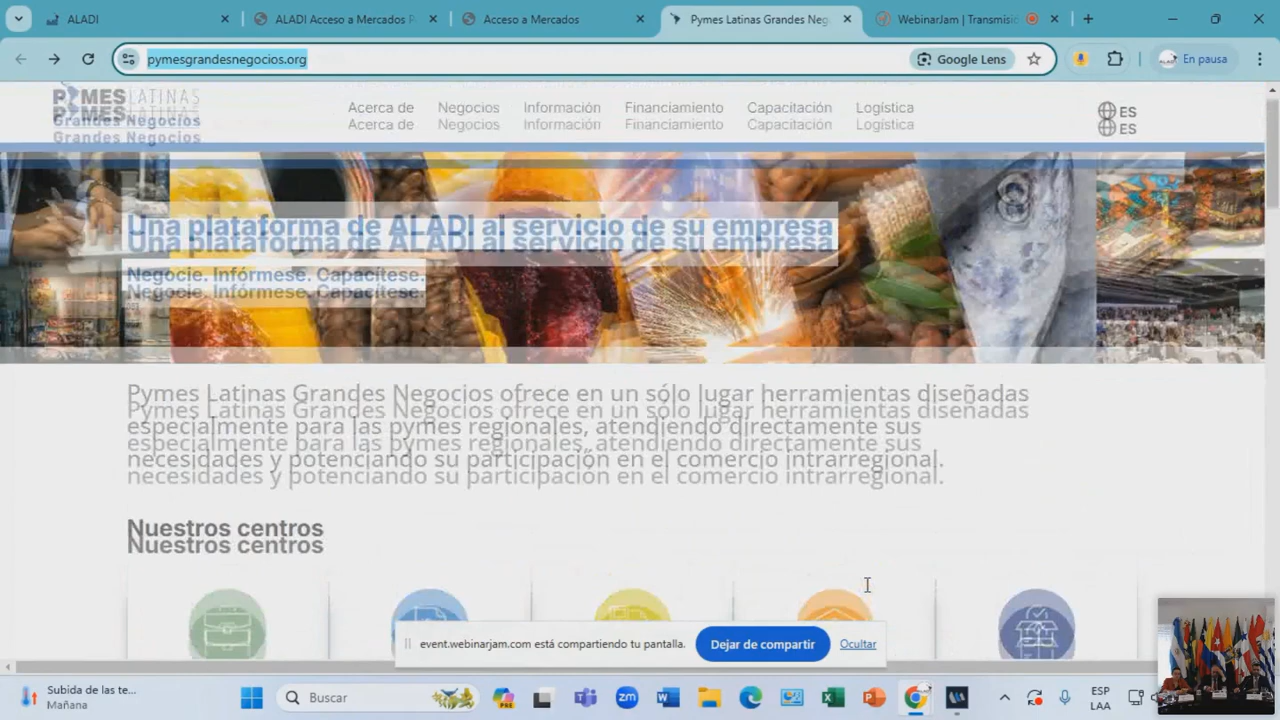 ALADI
ALADI Acceso a Mercados
Acceso a Mercados
Pymes Latinas Grandes Neg
WebinarJam | Transmisi
pymesgrandesnegocios.org
Google Lens
En pausa
PYMES LATINAS
Grandes Negocios
Acerca de Negocios Información Financiamiento Capacitación Logística
ES
Una plataforma de ALADI al servicio de su empresa
Negocie. Infórmese. Capacítese.
Pymes Latinas Grandes Negocios ofrece en un sólo lugar herramientas diseñadas
especialmente para las pymes regionales, atendiendo directamente sus
necesidades y potenciando su participación en el comercio intrarregional.
Nuestros centros
event.webinarjam.com está compartiendo tu pantalla.
Dejar de compartir
Ocultar
Subida de las te...
Mañana
Buscar
PRE
zm
ESP
LAA